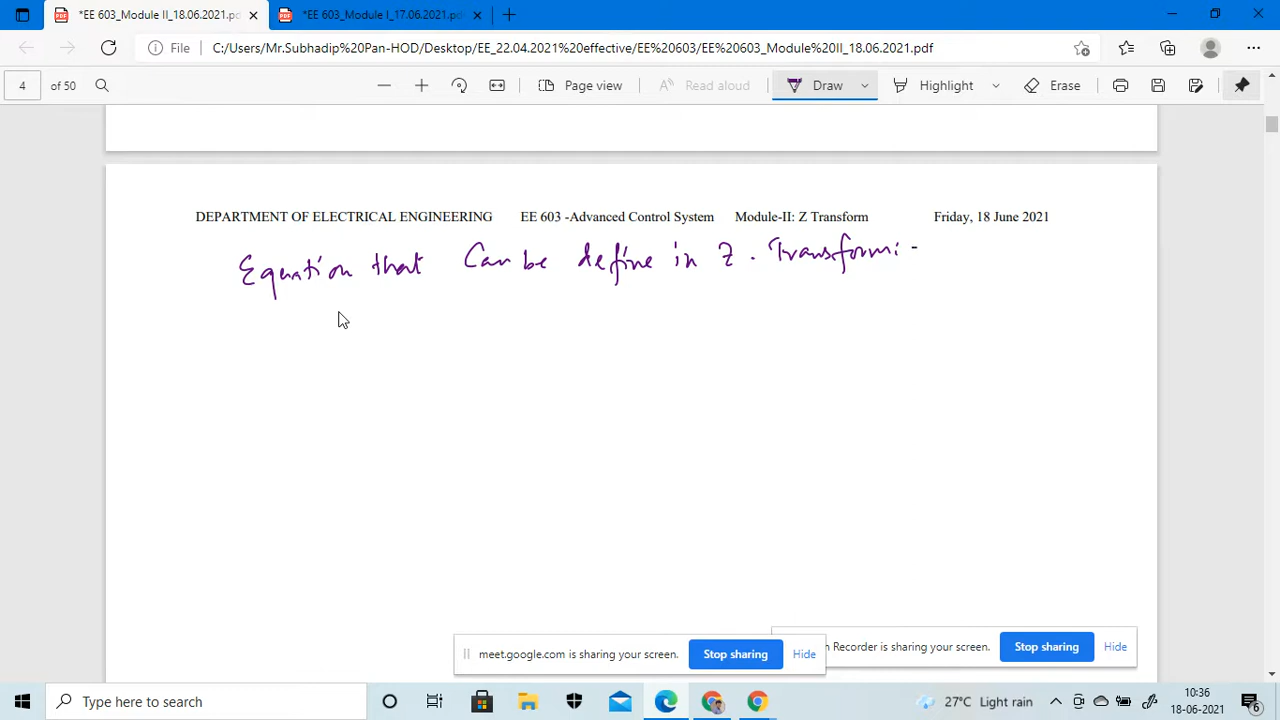 *EE 603_Module II_18.06.2021.pd
*EE 603_Module I_17.06.2021.pd
File
C:/Users/Mr.Subhadip%20Pan-HOD/Desktop/EE_22.04.2021%20effective/EE%20603/EE%20603_Module%20II_18.06.2021.pdf
4 of 50 Page view Read aloud Draw Highlight Erase
DEPARTMENT OF ELECTRICAL ENGINEERING EE 603 -Advanced Control System Module-II: Z Transform Friday, 18 June 2021
Equation that Can be define in Z. Transform: -
meet.google.com is sharing your screen. Stop sharing Hide
n Recorder is sharing your screen. Stop sharing Hide
Type here to search
27°C Light rain
10:36
18-06-2021
6